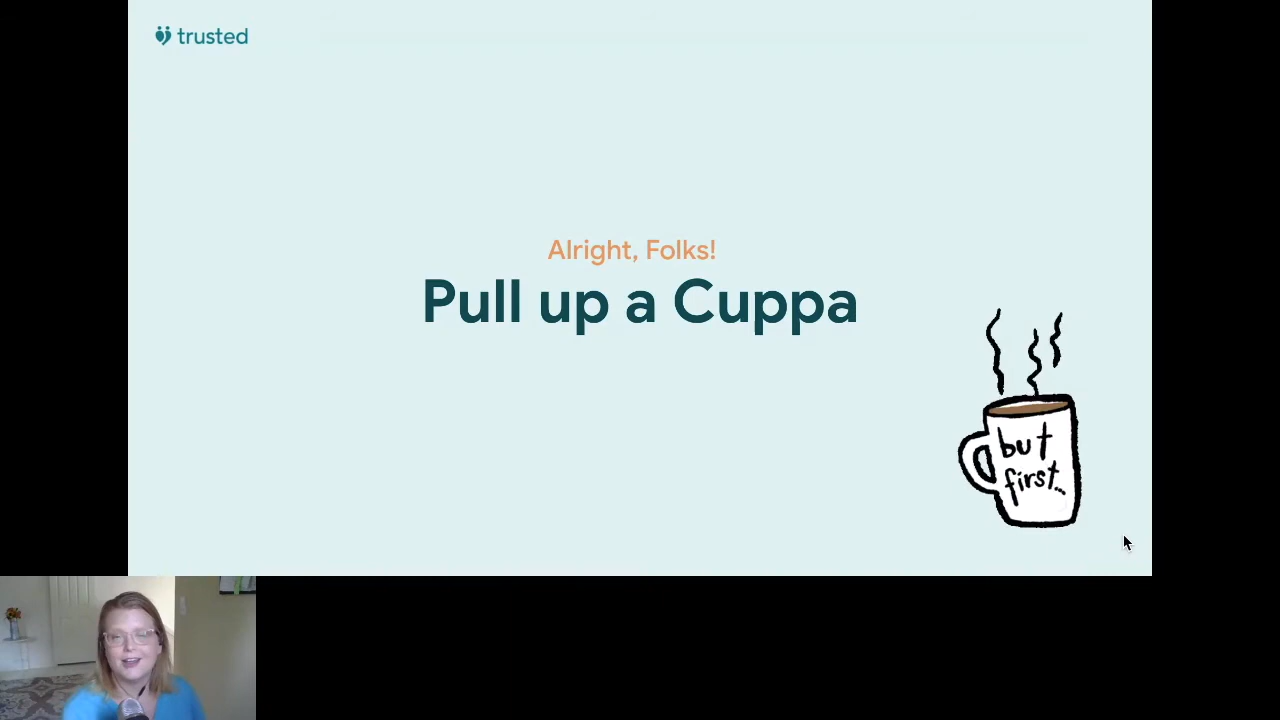 trusted
Alright, Folks!
Pull up a Cuppa
but
first...